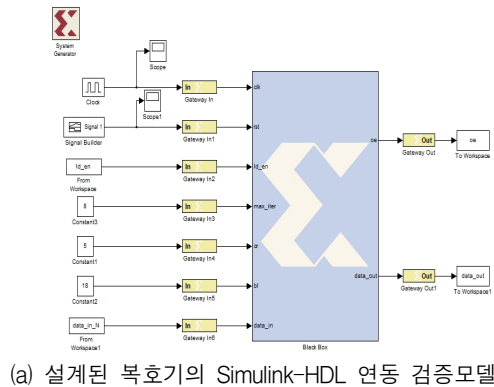 System
Generator
Scope
Clock
In
Gateway In
clk
Scope1
Signal 1
Signal Builder
In
Gateway In1
rst
oe
Out
Gateway Out
oe
To Workspace
ld_en
From
Workspace
In
Gateway In2
ld_en
8
Constant3
In
Gateway In3
max_iter
5
Constant1
In
Gateway In4
cr
18
Constant2
In
Gateway In5
bl
data_out
Out
Gateway Out1
data_out
To Workspace1
data_in_N
From
Workspace1
In
Gateway In6
data_in
Black Box
(a) 설계된 복호기의 Simulink-HDL 연동 검증모델